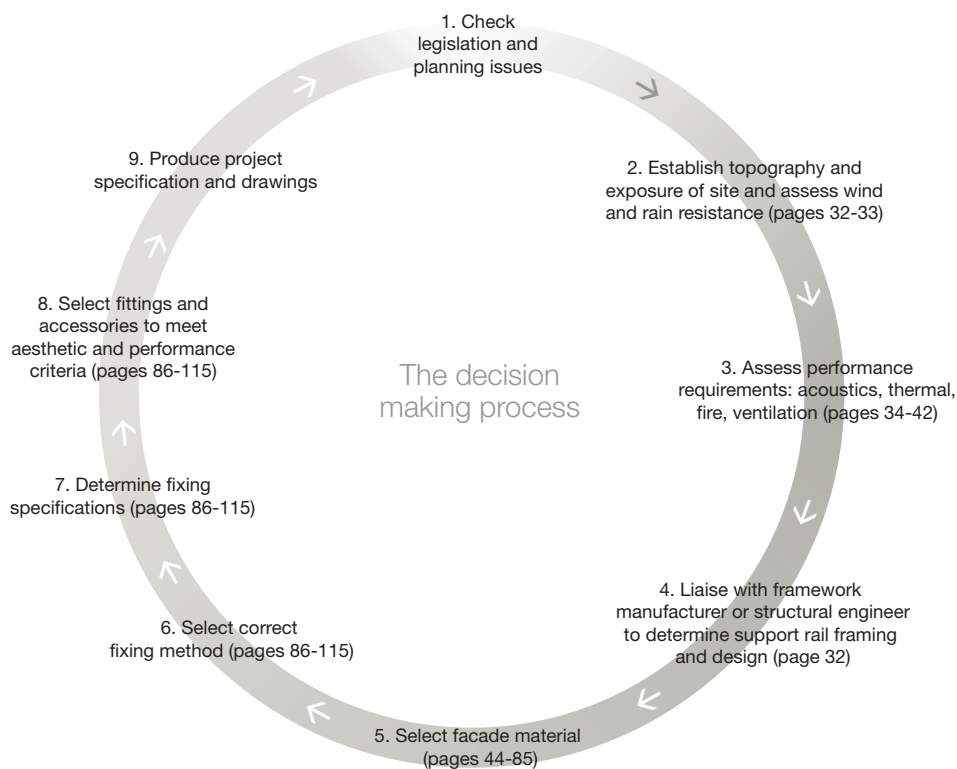 1. Check
legislation and
planning issues
2. Establish topography and
exposure of site and assess wind
and rain resistance (pages 32-33)
3. Assess performance
requirements: acoustics, thermal,
fire, ventilation (pages 34-42)
4. Liaise with framework
manufacturer or structural engineer
to determine support rail framing
and design (page 32)
5. Select facade material
(pages 44-85)
6. Select correct
fixing method (pages 86-115)
7. Determine fixing
specifications (pages 86-115)
8. Select fittings and
accessories to meet
aesthetic and performance
criteria (pages 86-115)
9. Produce project
specification and drawings
The decision
making process